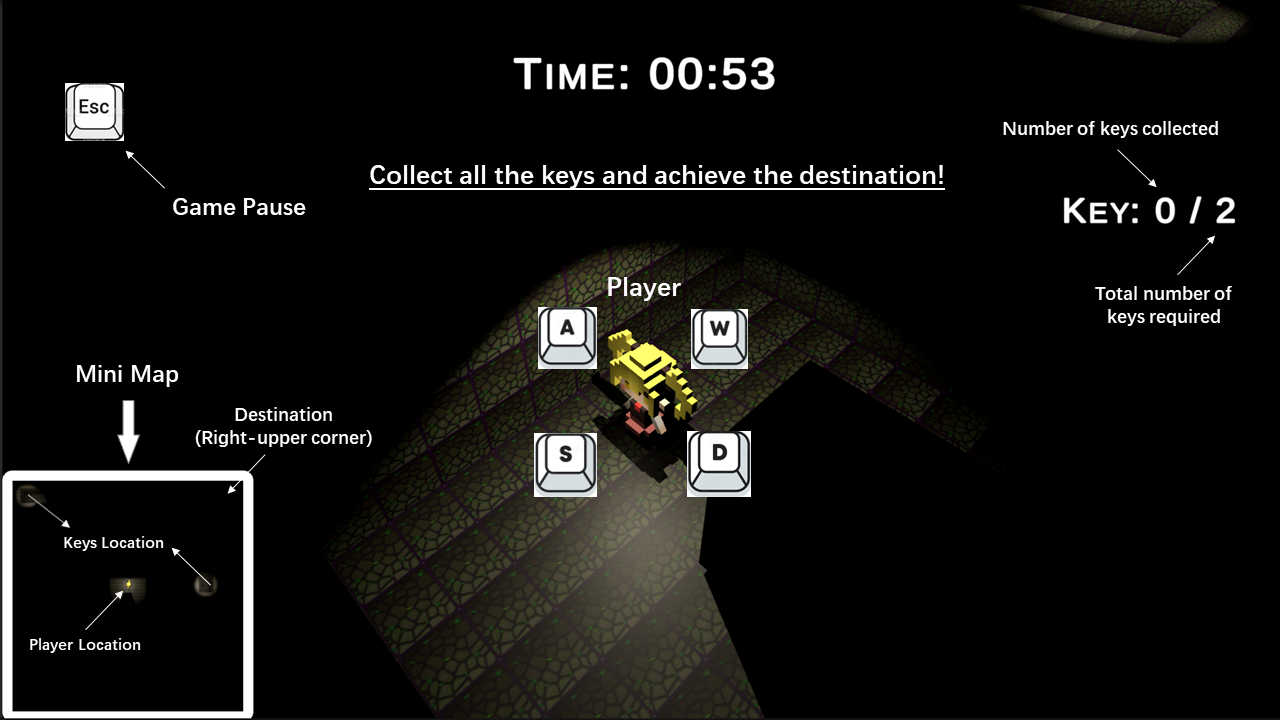 TIME: 00:53
Esc
Game Pause
Collect all the keys and achieve the destination!
Number of keys collected
KEY: 0 / 2
Total number of
keys required
Player
A
W
S
D
Mini Map
Destination
(Right-upper corner)
Keys Location
Player Location